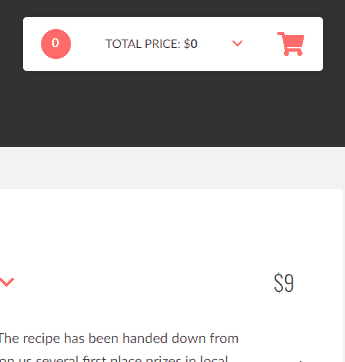 0 TOTAL PRICE: $0
$9
The recipe has been handed down from
on us several first place prizes in local